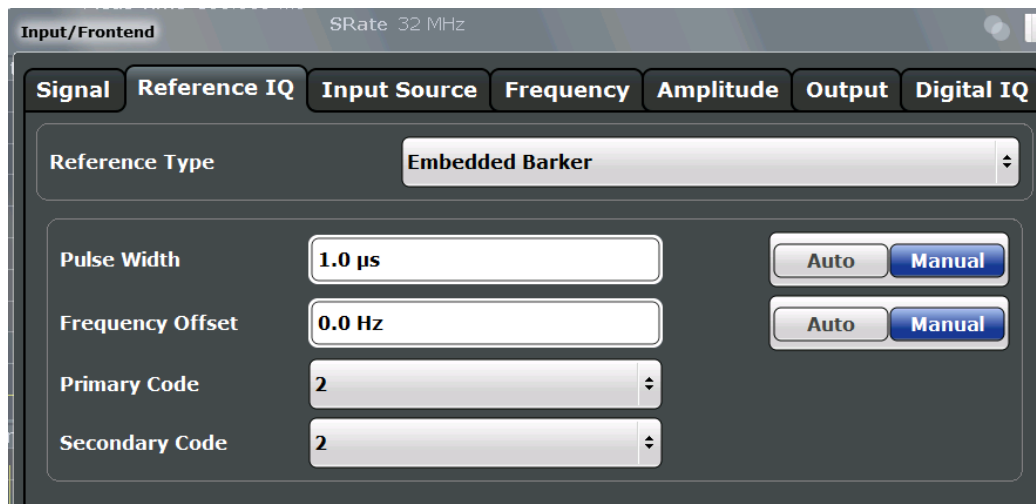 SRate 32 MHz
Input/Frontend
Signal Reference IQ Input Source Frequency Amplitude Output Digital IQ
Reference Type Embedded Barker
Pulse Width 1.0 µs Auto Manual
Frequency Offset 0.0 Hz Auto Manual
Primary Code 2
Secondary Code 2